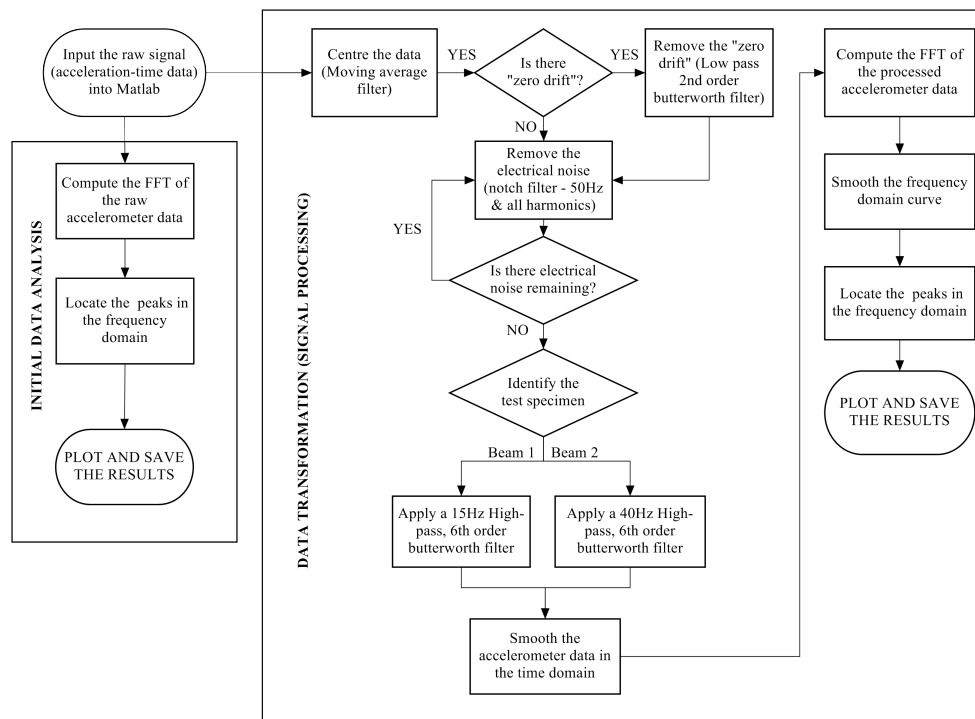 Input the raw signal
(acceleration-time data)
into Matlab
INITIAL DATA ANALYSIS
Compute the FFT of
the raw
accelerometer data
Locate the peaks in
the frequency
domain
PLOT AND SAVE
THE RESULTS
DATA TRANSFORMATION (SIGNAL PROCESSING)
Centre the data
(Moving average
filter)
YES
Is there
"zero drift"?
YES
Remove the "zero
drift" (Low pass
2nd order
butterworth filter)
NO
Remove the
electrical noise
(notch filter - 50Hz
& all harmonics)
YES
Is there electrical
noise remaining?
NO
Identify the
test specimen
Beam 1
Beam 2
Apply a 15Hz High-
pass, 6th order
butterworth filter
Apply a 40Hz High-
pass, 6th order
butterworth filter
Smooth the
accelerometer data in
the time domain
Compute the FFT of
the processed
accelerometer data
Smooth the frequency
domain curve
Locate the peaks in
the frequency domain
PLOT AND SAVE
THE RESULTS